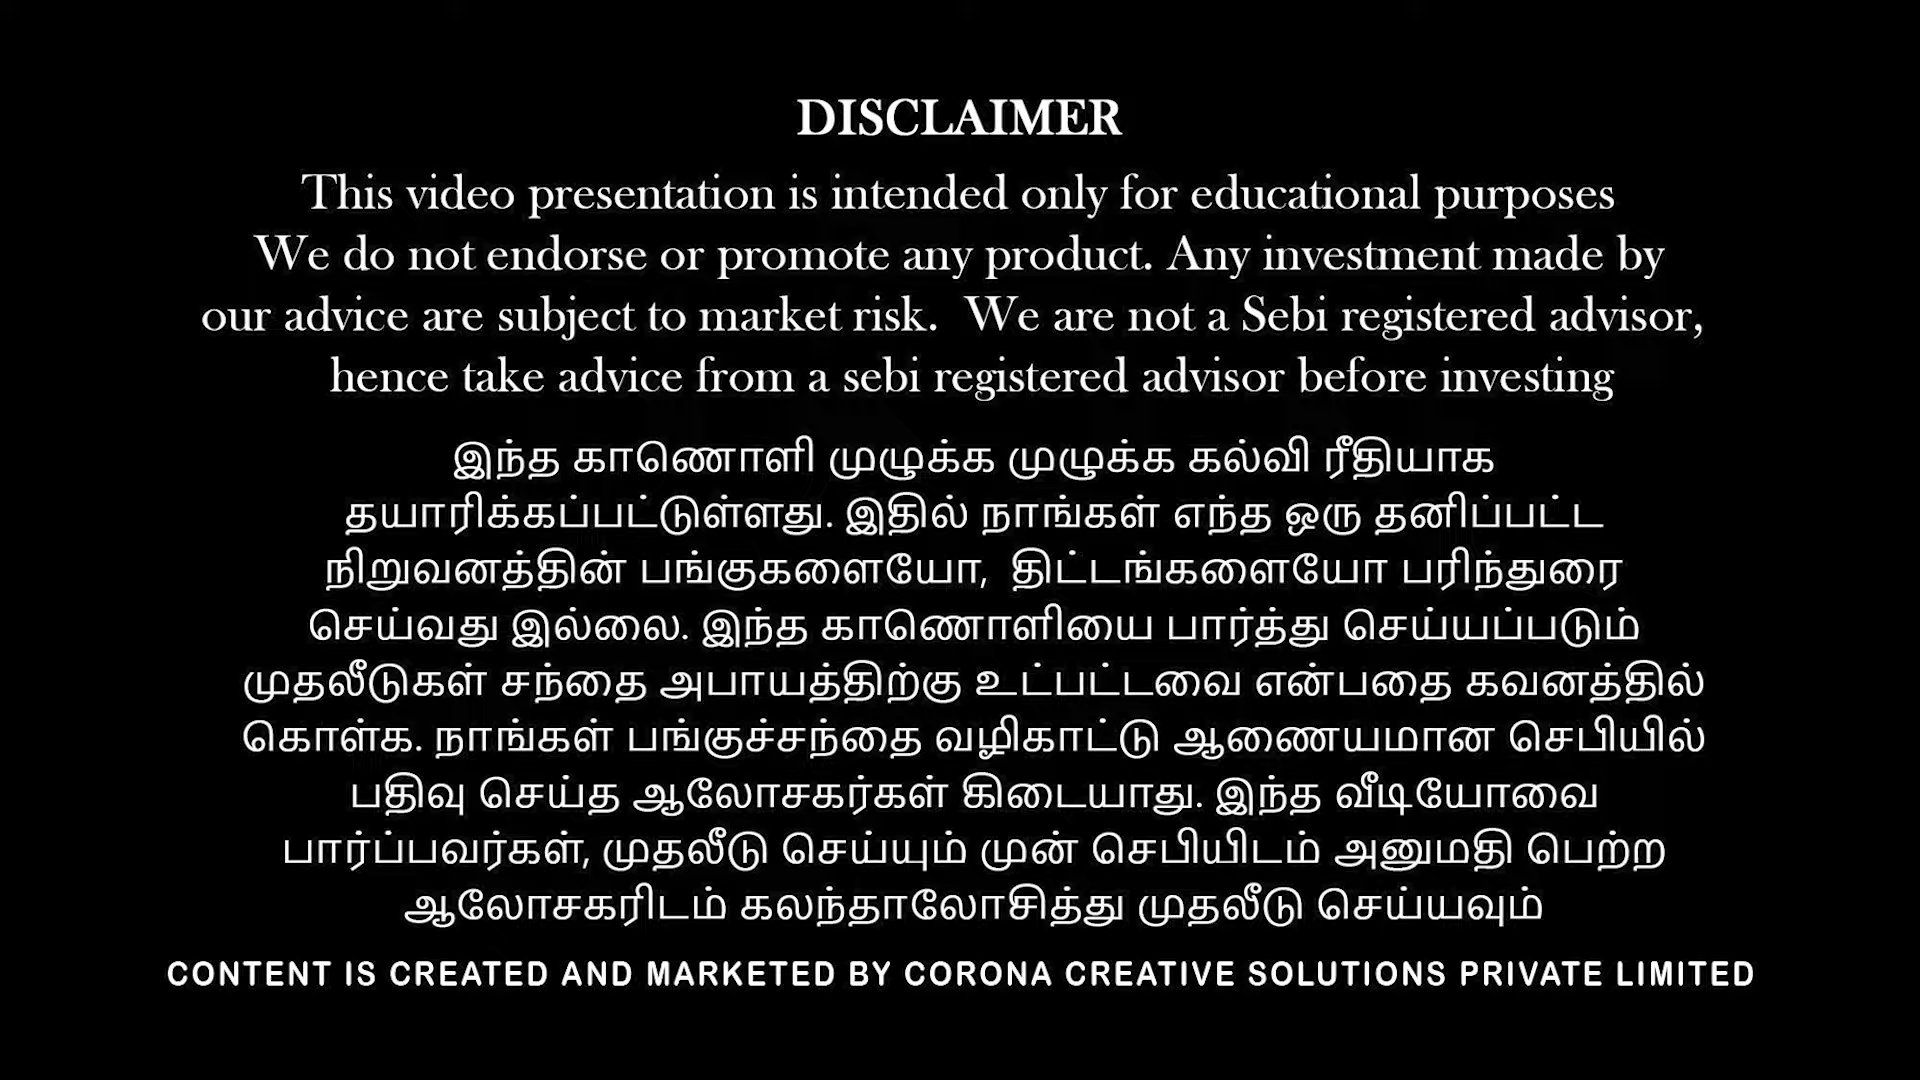 DISCLAIMER
This video presentation is intended only for educational purposes
We do not endorse or promote any product. Any investment made by
our advice are subject to market risk.  We are not a Sebi registered advisor,
hence take advice from a sebi registered advisor before investing
இந்த காணொளி முழுக்க முழுக்க கல்வி ரீதியாக
தயாரிக்கப்பட்டுள்ளது. இதில் நாங்கள் எந்த ஒரு தனிப்பட்ட
நிறுவனத்தின் பங்குகளையோ,  திட்டங்களையோ பரிந்துரை
செய்வது இல்லை. இந்த காணொளியை பார்த்து செய்யப்படும்
முதலீடுகள் சந்தை அபாயத்திற்கு உட்பட்டவை என்பதை கவனத்தில்
கொள்க. நாங்கள் பங்குச்சந்தை வழிகாட்டு ஆணையமான செபியில்
பதிவு செய்த ஆலோசகர்கள் கிடையாது. இந்த வீடியோவை
பார்ப்பவர்கள், முதலீடு செய்யும் முன் செபியிடம் அனுமதி பெற்ற
ஆலோசகரிடம் கலந்தாலோசித்து முதலீடு செய்யவும்
CONTENT IS CREATED AND MARKETED BY CORONA CREATIVE SOLUTIONS PRIVATE LIMITED